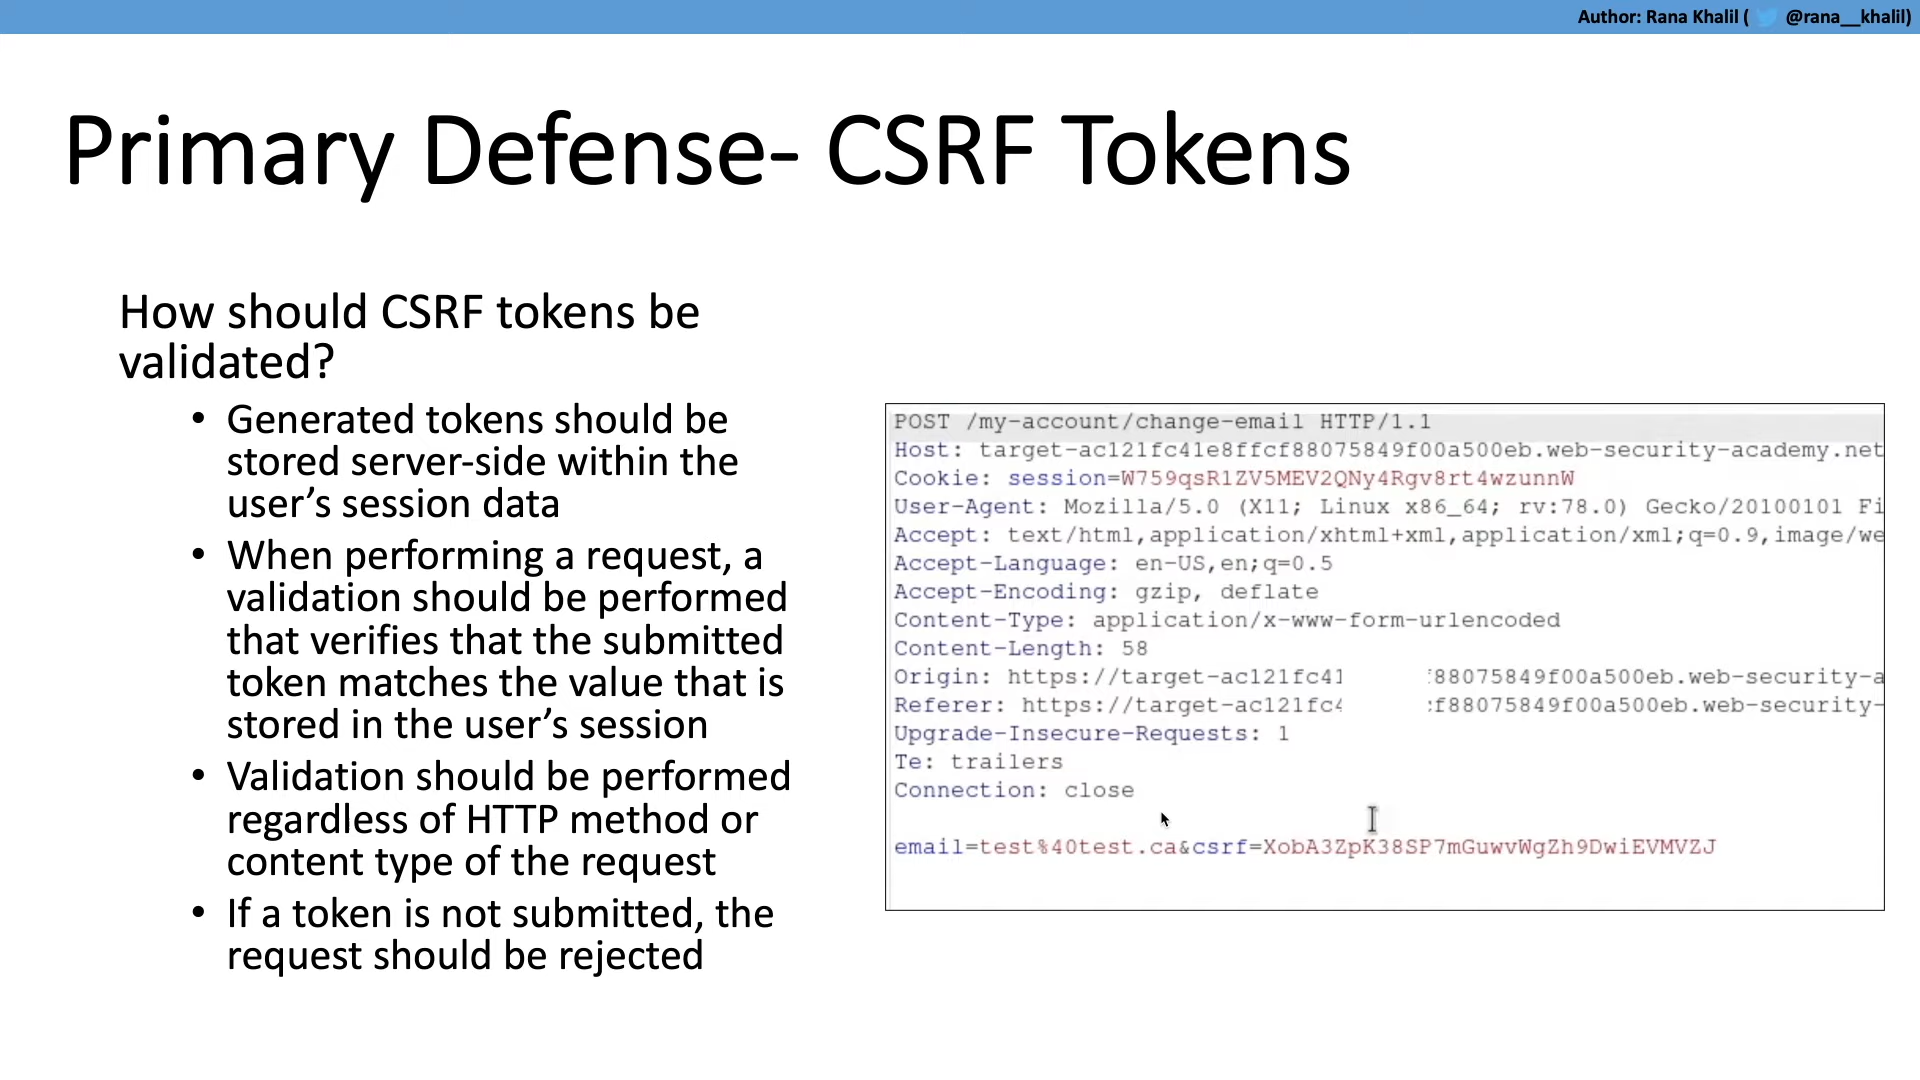 Author: Rana Khalil ( @rana__khalil)
Primary Defense- CSRF Tokens
How should CSRF tokens be
validated?
• Generated tokens should be
stored server-side within the
user’s session data
• When performing a request, a
validation should be performed
that verifies that the submitted
token matches the value that is
stored in the user’s session
• Validation should be performed
regardless of HTTP method or
content type of the request
• If a token is not submitted, the
request should be rejected
POST /my-account/change-email HTTP/1.1
Host: target-ac121fc41e8ffcf88075849f00a500eb.web-security-academy.net
Cookie: session=W759qsR1ZV5MEV2QNy4Rgv8rt4wzunnW
User-Agent: Mozilla/5.0 (X11; Linux x86_64; rv:78.0) Gecko/20100101 Fi
Accept: text/html,application/xhtml+xml,application/xml;q=0.9,image/we
Accept-Language: en-US,en;q=0.5
Accept-Encoding: gzip, deflate
Content-Type: application/x-www-form-urlencoded
Content-Length: 58
Origin: https://target-ac121fc41 88075849f00a500eb.web-security-a
Referer: https://target-ac121fc4 f88075849f00a500eb.web-security-
Upgrade-Insecure-Requests: 1
Te: trailers
Connection: close
email=test%40test.ca&csrf=XobA3ZpK38SP7mGuwvWgZh9DwiEVMVZJ